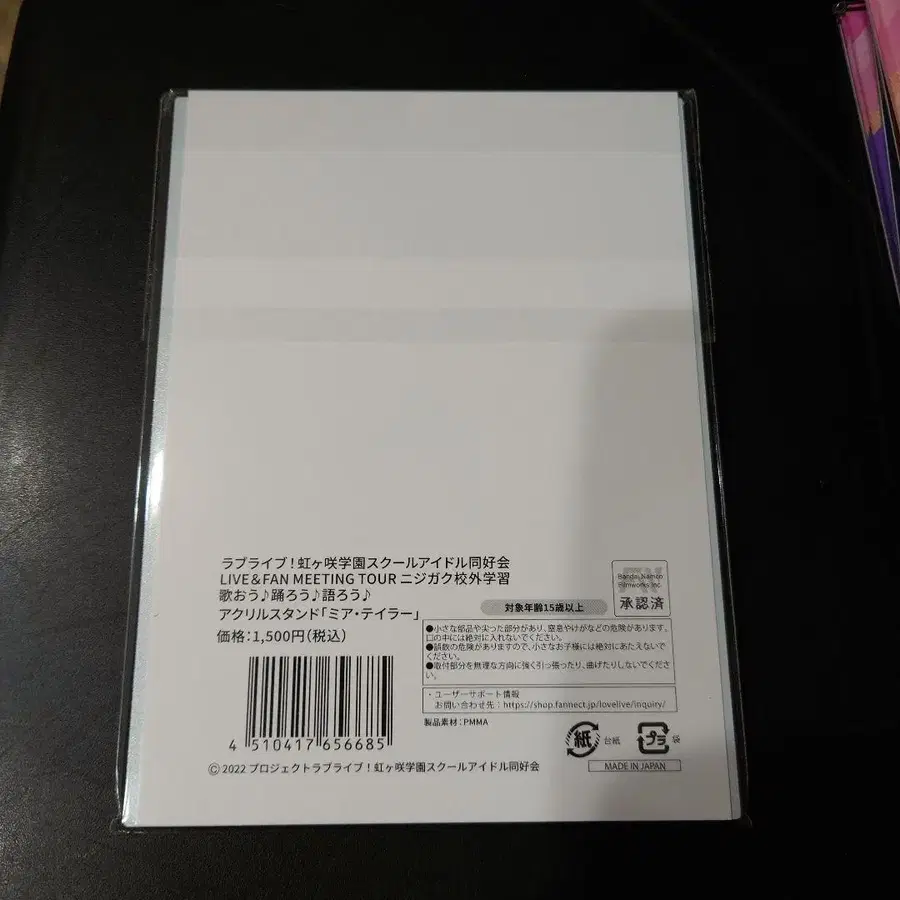 ラブライブ！虹ヶ咲学園スクールアイドル同好会
LIVE＆FAN MEETING TOUR ニジガク校外学習
歌おう♪踊ろう♪語ろう♪
アクリルスタンド「ミア・テイラー」
価格：1,500円（税込）
4 510417 656685
Bandai Namco
Filmworks Inc.
承認済
対象年齢15歳以上
●小さな部品や尖った部分があり、窒息やけがなどの危険があります。
口の中には絶対に入れないでください。
●誤飲の危険がありますので、小さなお子様には絶対にあたえないで
ください。
●取付部分を無理な方向に強く引っ張ったり、曲げたりしないでくださ
い。
・ユーザーサポート情報
お問い合わせ先：https://shop.fannect.jp/lovelive/inquiry/
製品素材：PMMA
紙 台紙
プラ 袋
MADE IN JAPAN
Ⓒ 2022 プロジェクトラブライブ！虹ヶ咲学園スクールアイドル同好会